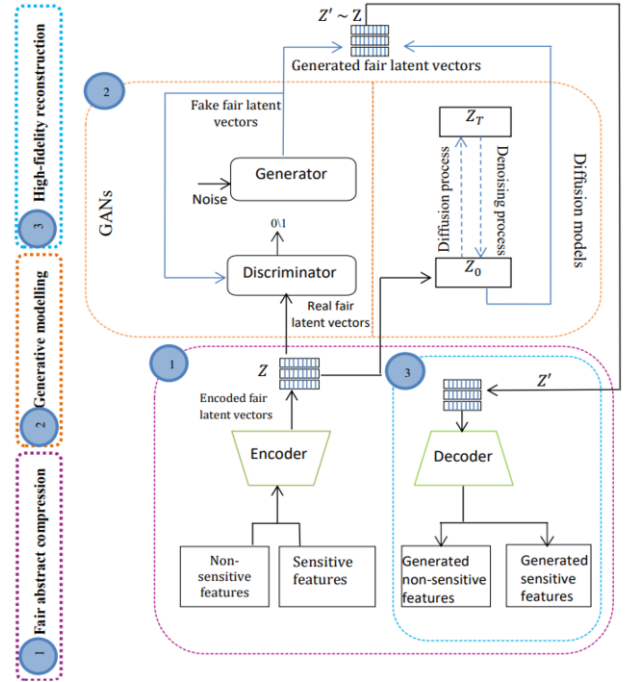 Z' ~ Z
Generated fair latent vectors
2
Fake fair latent
vectors
Generator
Noise
0\1
Discriminator
Real fair
latent vectors
GANs
Z_T
Diffusion process
Denoising process
Z_0
Diffusion models
1
Z
Encoded fair
latent vectors
Encoder
Non-
sensitive
features
Sensitive
features
3
Z'
Decoder
Generated
non-sensitive
features
Generated
sensitive
features
3 High-fidelity reconstruction
2 Generative modelling
1 Fair abstract compression